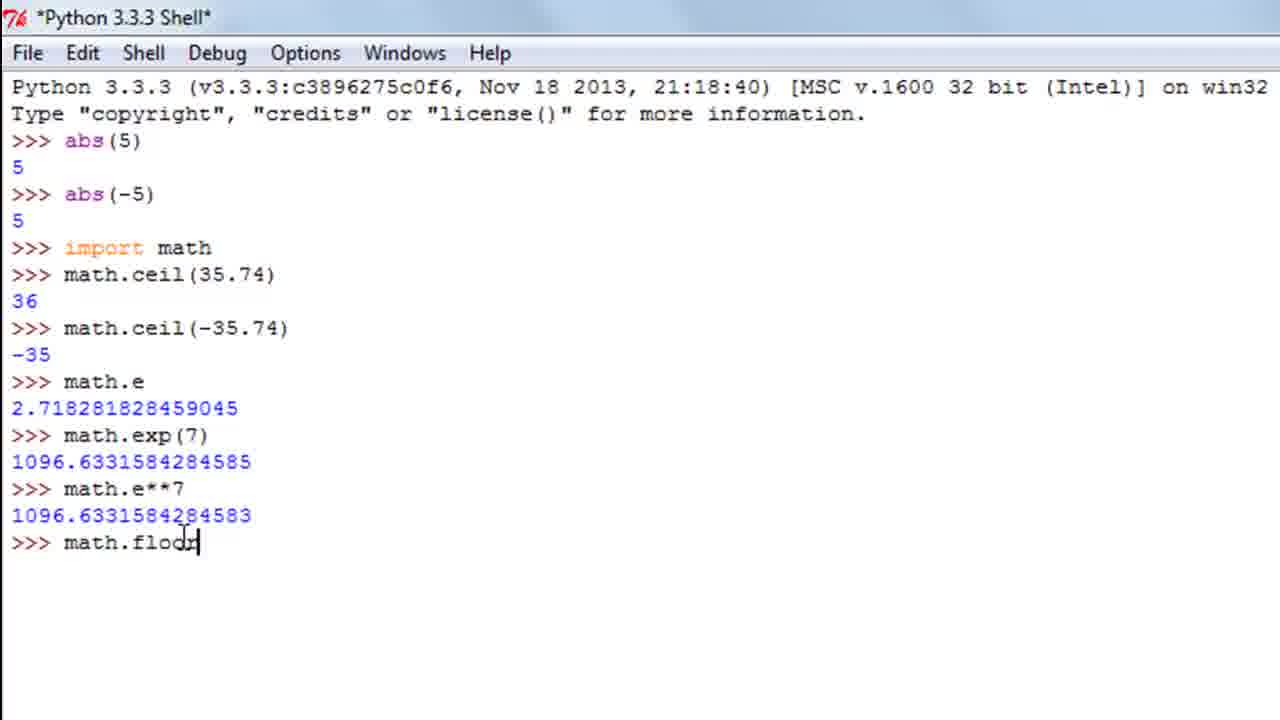 *Python 3.3.3 Shell*
File Edit Shell Debug Options Windows Help
Python 3.3.3 (v3.3.3:c3896275c0f6, Nov 18 2013, 21:18:40) [MSC v.1600 32 bit (Intel)] on win32
Type "copyright", "credits" or "license()" for more information.
>>> abs(5)
5
>>> abs(-5)
5
>>> import math
>>> math.ceil(35.74)
36
>>> math.ceil(-35.74)
-35
>>> math.e
2.718281828459045
>>> math.exp(7)
1096.6331584284585
>>> math.e**7
1096.6331584284583
>>> math.floor